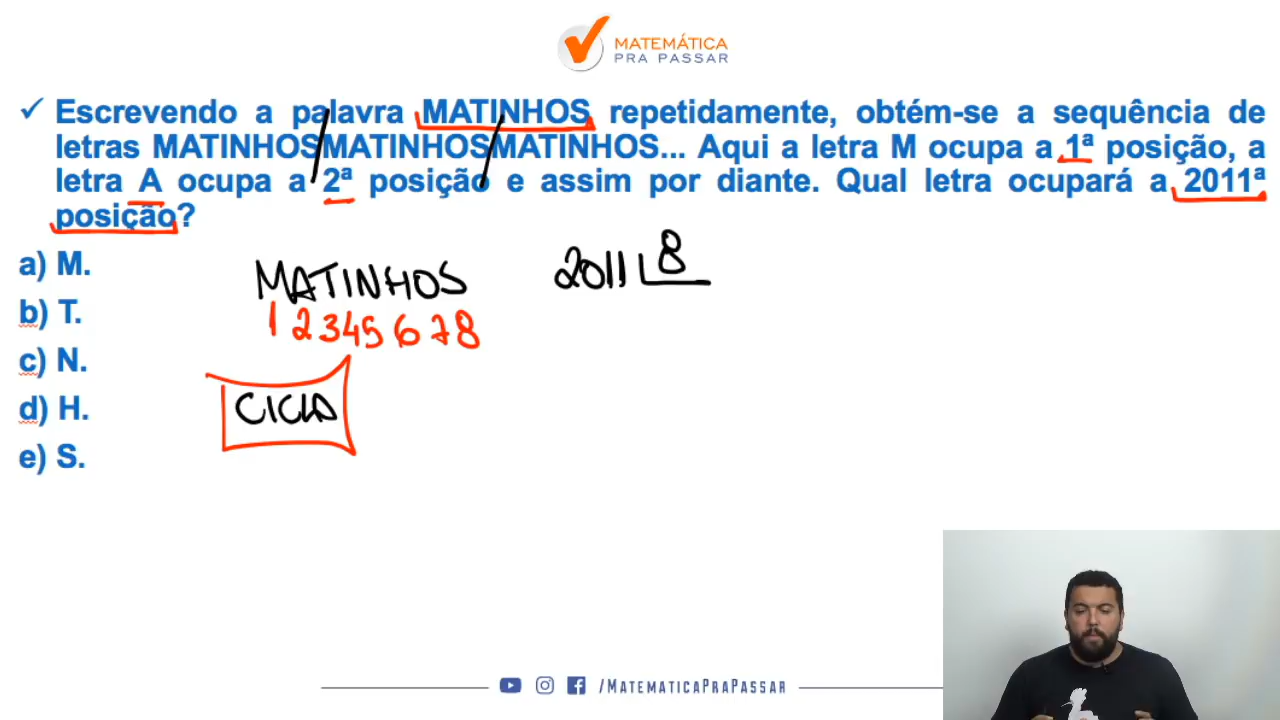 MATEMÁTICA
PRA PASSAR
✓ Escrevendo a palavra MATINHOS repetidamente, obtém-se a sequência de
letras MATINHOSMATINHOSMATINHOS... Aqui a letra M ocupa a 1ª posição, a
letra A ocupa a 2ª posição e assim por diante. Qual letra ocupará a 2011ª
posição?
a) M.
b) T.
c) N.
d) H.
e) S.
MATINHOS
12345678
2011 8
CICLO
/MATEMATICAPRAPASSAR